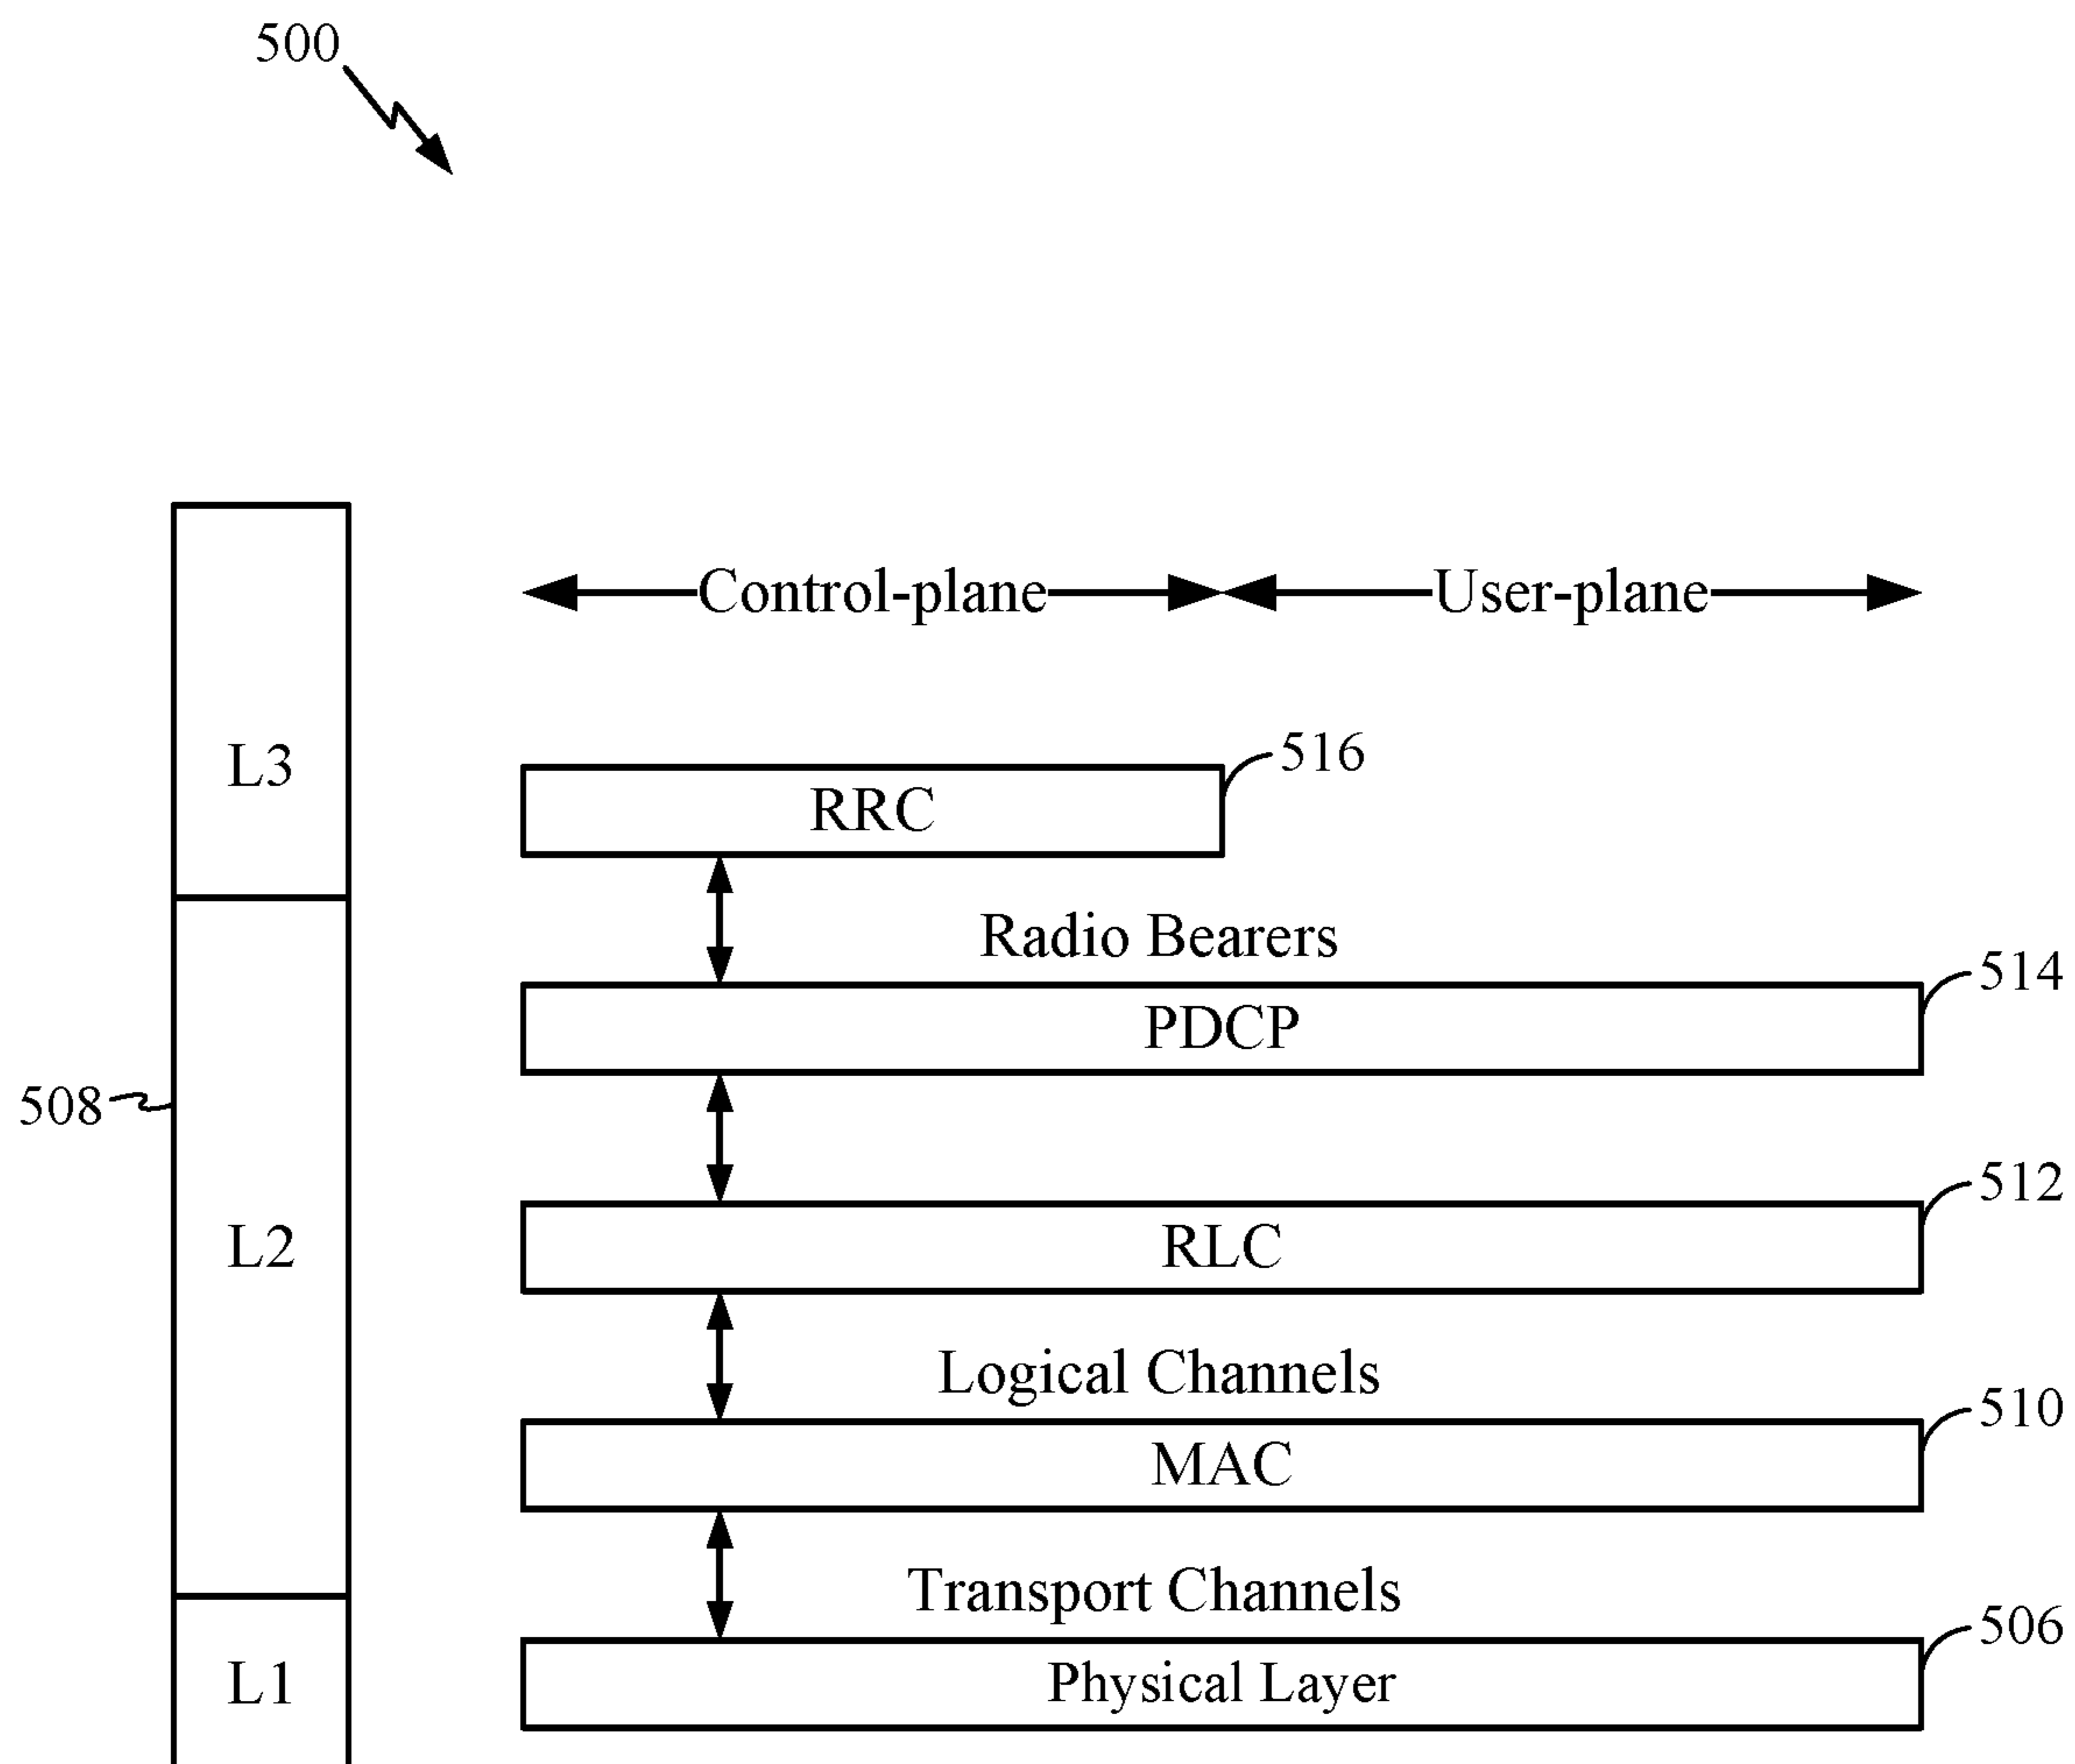 500
Control-plane
User-plane
L3
516
RRC
Radio Bearers
514
PDCP
508
512
L2
RLC
Logical Channels
510
MAC
Transport Channels
506
L1
Physical Layer